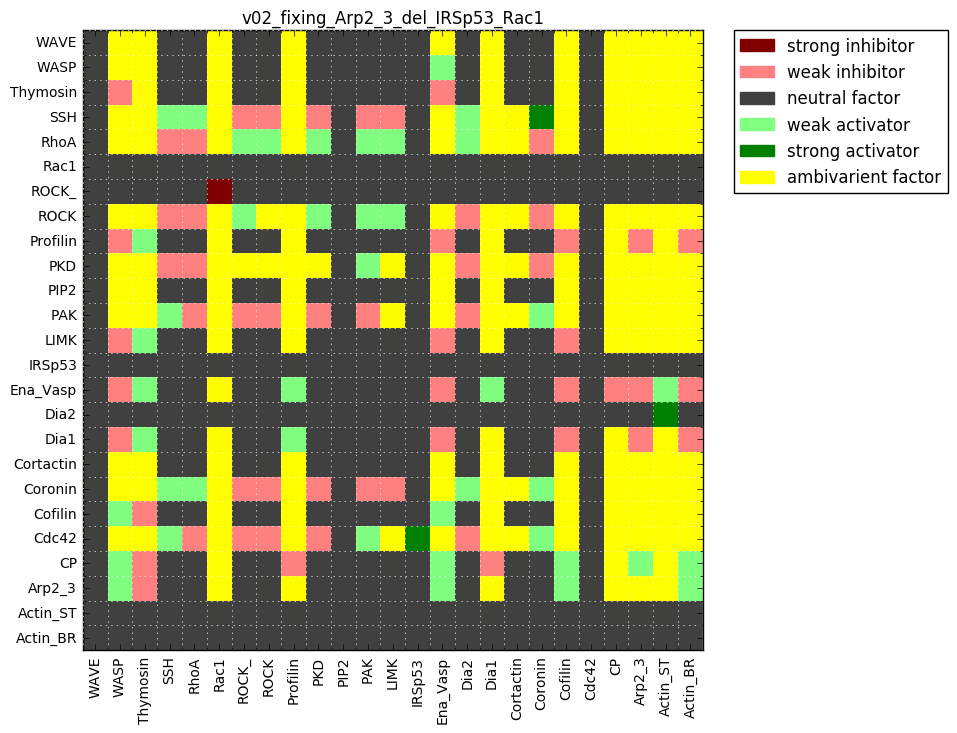 v02_fixing_Arp2_3_del_IRSp53_Rac1
WAVE
WASP
Thymosin
SSH
RhoA
Rac1
ROCK_
ROCK
Profilin
PKD
PIP2
PAK
LIMK
IRSp53
Ena_Vasp
Dia2
Dia1
Cortactin
Coronin
Cofilin
Cdc42
CP
Arp2_3
Actin_ST
Actin_BR
WAVE
WASP
Thymosin
SSH
RhoA
Rac1
ROCK_
ROCK
Profilin
PKD
PIP2
PAK
LIMK
IRSp53
Ena_Vasp
Dia2
Dia1
Cortactin
Coronin
Cofilin
Cdc42
CP
Arp2_3
Actin_ST
Actin_BR
strong inhibitor
weak inhibitor
neutral factor
weak activator
strong activator
ambivarient factor